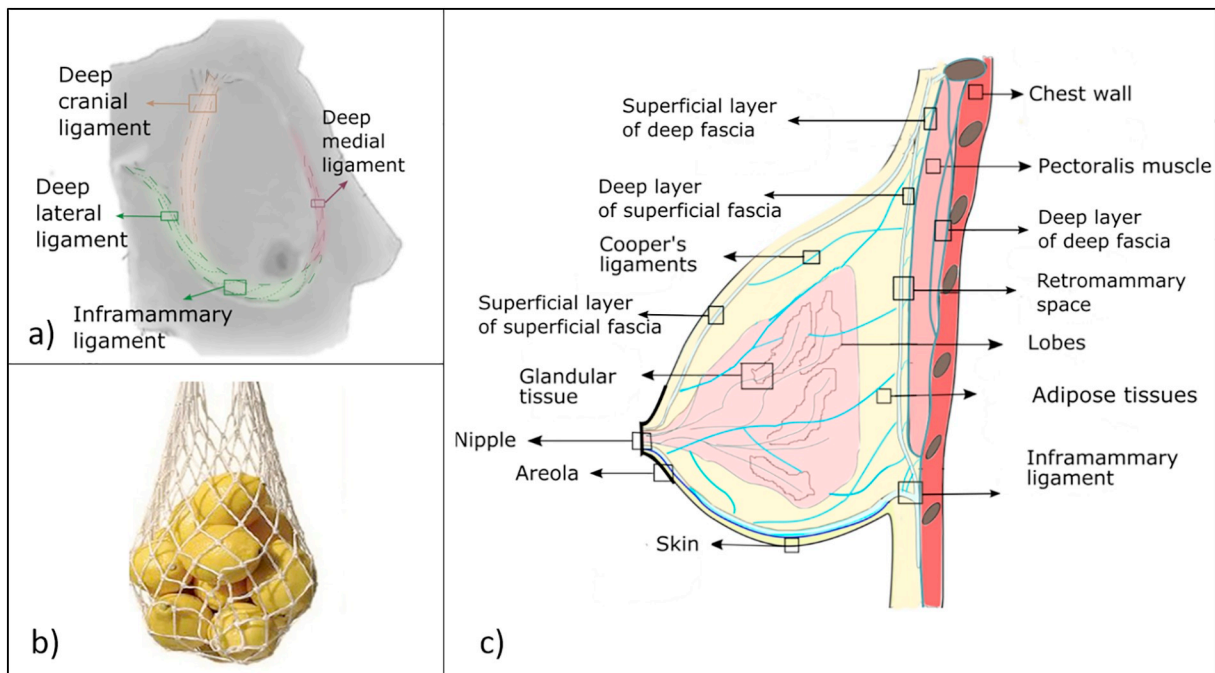 Deep
cranial
ligament
Deep
medial
ligament
Deep
lateral
ligament
Inframammary
ligament
a)
b)
Superficial layer
of deep fascia
Deep layer
of superficial fascia
Cooper's
ligaments
Superficial layer
of superficial fascia
Glandular
tissue
Nipple
Areola
Skin
Chest wall
Pectoralis muscle
Deep layer
of deep fascia
Retromammary
space
Lobes
Adipose tissues
Inframammary
ligament
c)